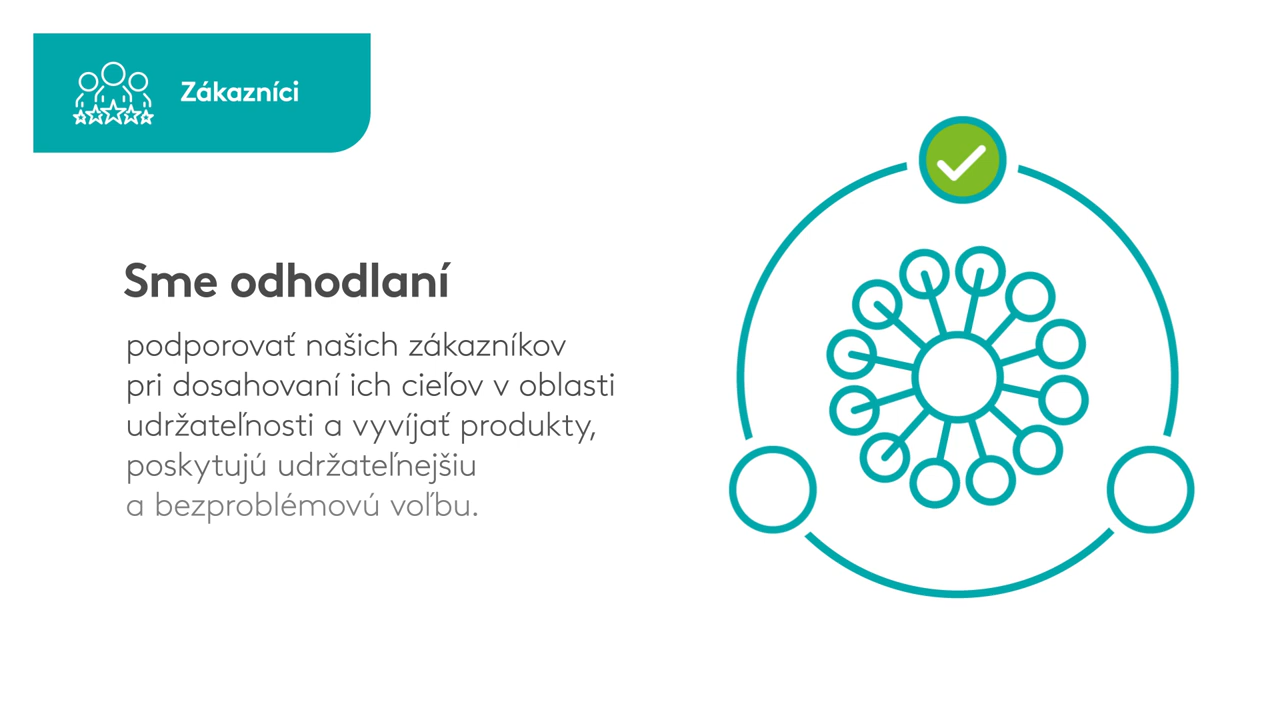 Zákazníci
Sme odhodlaní
podporovať našich zákazníkov
pri dosahovaní ich cieľov v oblasti
udržateľnosti a vyvíjať produkty,
poskytujú udržateľnejšiu
a bezproblémovú voľbu.